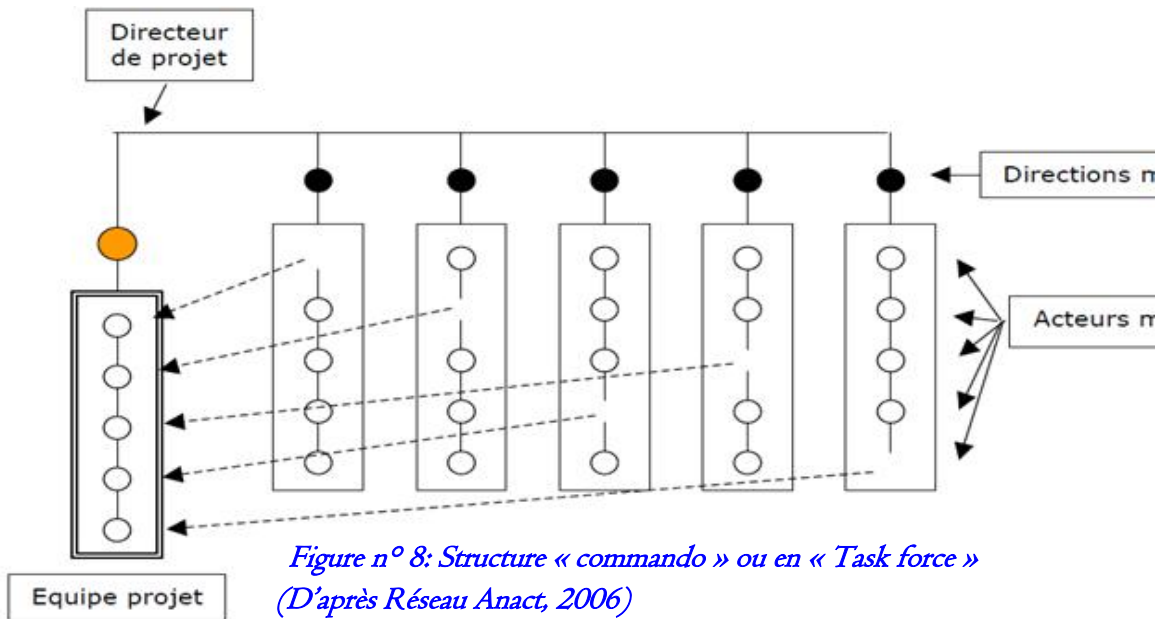 Directeur
de projet
Directions m
Acteurs m
Figure n° 8: Structure « commando » ou en « Task force »
Equipe projet
(D'après Réseau Anact, 2006)